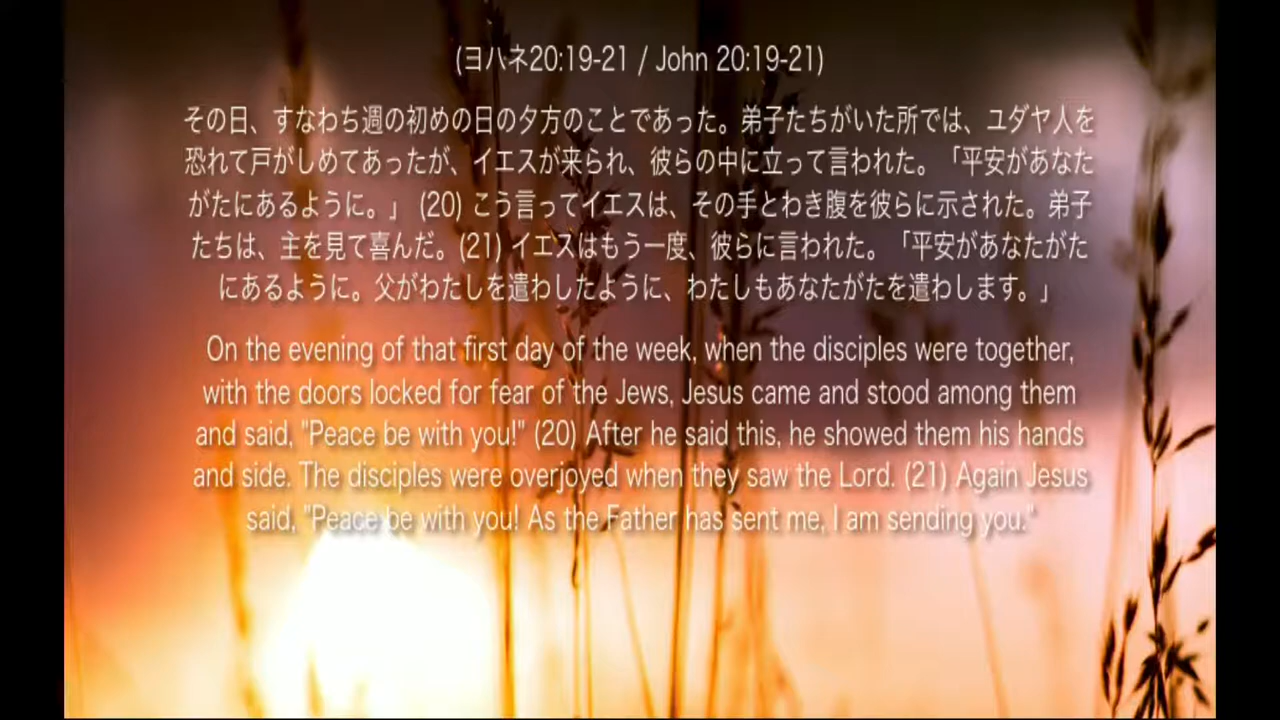 (ヨハネ20:19-21 / John 20:19-21)
その日、すなわち週の初めの日の夕方のことであった。弟子たちがいた所では、ユダヤ人を
恐れて戸がしめてあったが、イエスが来られ、彼らの中に立って言われた。「平安があなた
がたにあるように。」 (20) こう言ってイエスは、その手とわき腹を彼らに示された。弟子
たちは、主を見て喜んだ。(21) イエスはもう一度、彼らに言われた。「平安があなたがた
にあるように。父がわたしを遣わしたように、わたしもあなたがたを遣わします。」
On the evening of that first day of the week, when the disciples were together,
with the doors locked for fear of the Jews, Jesus came and stood among them
and said, "Peace be with you!" (20) After he said this, he showed them his hands
and side. The disciples were overjoyed when they saw the Lord. (21) Again Jesus
said, "Peace be with you! As the Father has sent me, I am sending you."